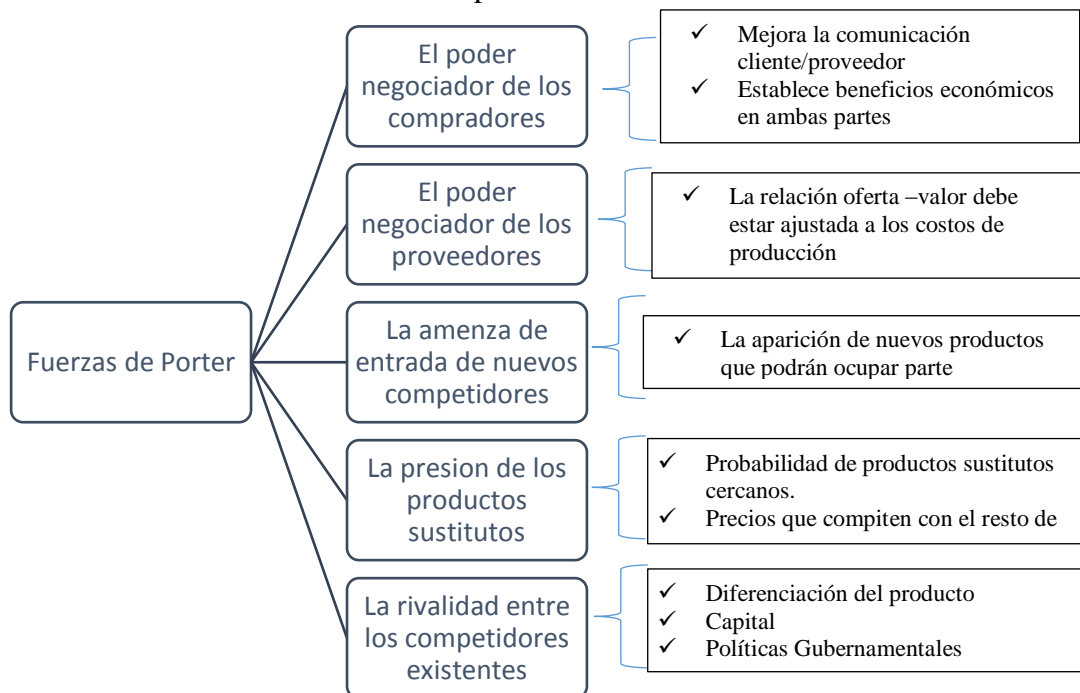 Fuerzas de Porter
El poder
negociador de los
compradores
✓ Mejora la comunicación
cliente/proveedor
✓ Establece beneficios económicos
en ambas partes
El poder
negociador de los
proveedores
✓ La relación oferta –valor debe
estar ajustada a los costos de
producción
La amenza de
entrada de nuevos
competidores
✓ La aparición de nuevos productos
que podrán ocupar parte
La presion de los
productos
sustitutos
✓ Probabilidad de productos sustitutos
cercanos.
✓ Precios que compiten con el resto de
La rivalidad entre
los competidores
existentes
✓ Diferenciación del producto
✓ Capital
✓ Políticas Gubernamentales